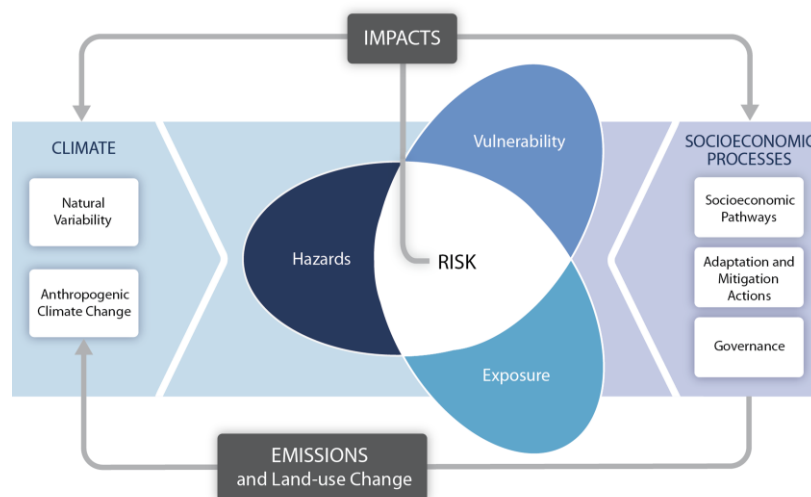 IMPACTS
CLIMATE
Natural
Variability
Anthropogenic
Climate Change
Vulnerability
Hazards
RISK
Exposure
SOCIOECONOMIC
PROCESSES
Socioeconomic
Pathways
Adaptation and
Mitigation
Actions
Governance
EMISSIONS
and Land-use Change